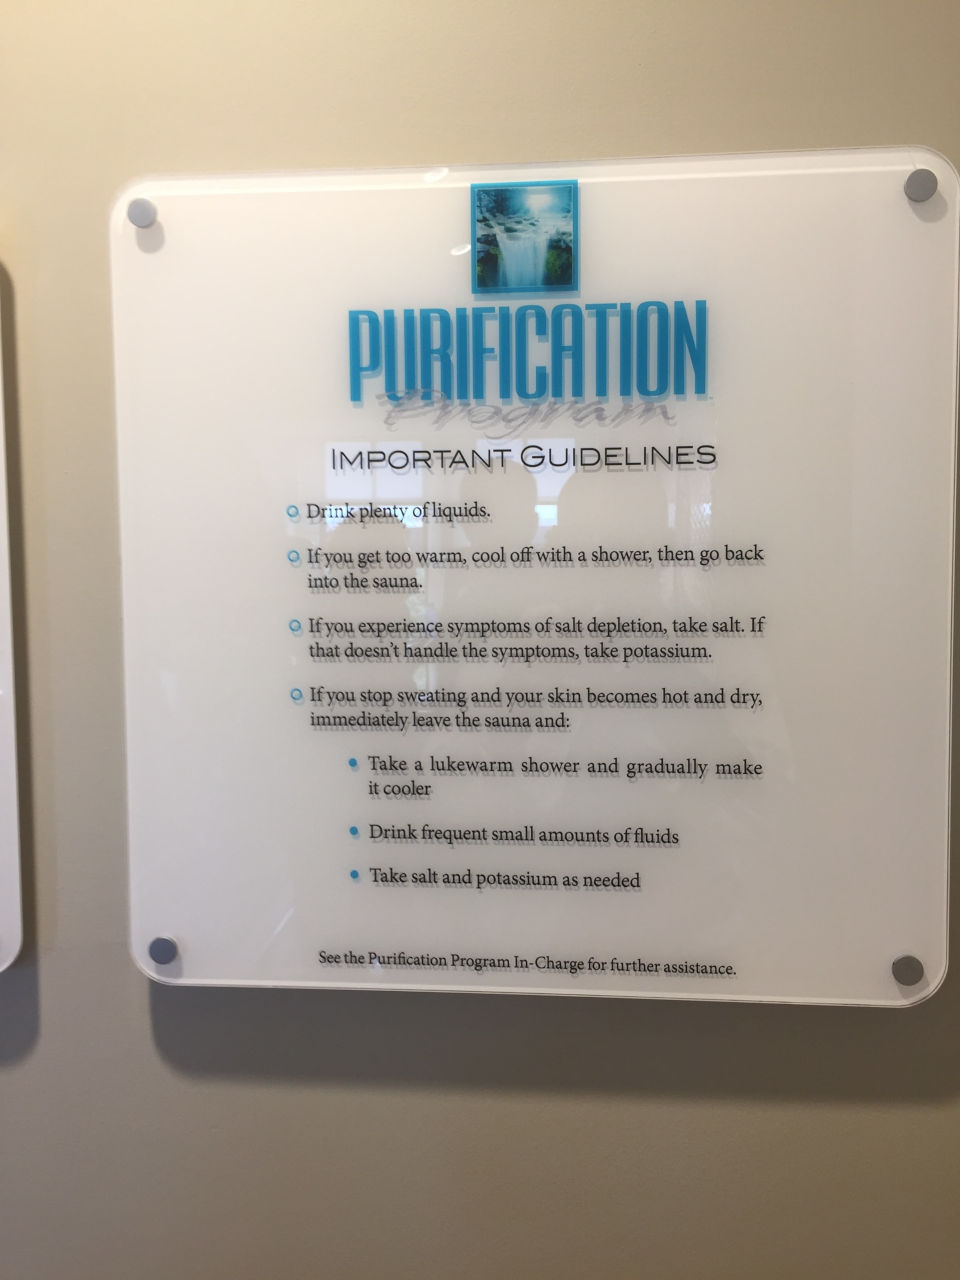 PURIFICATION
Program
IMPORTANT GUIDELINES
Drink plenty of liquids.
If you get too warm, cool off with a shower, then go back
into the sauna.
If you experience symptoms of salt depletion, take salt. If
that doesn't handle the symptoms, take potassium.
If you stop sweating and your skin becomes hot and dry,
immediately leave the sauna and:
Take a lukewarm shower and gradually make
it cooler
Drink frequent small amounts of fluids
Take salt and potassium as needed
See the Purification Program In-Charge for further assistance.